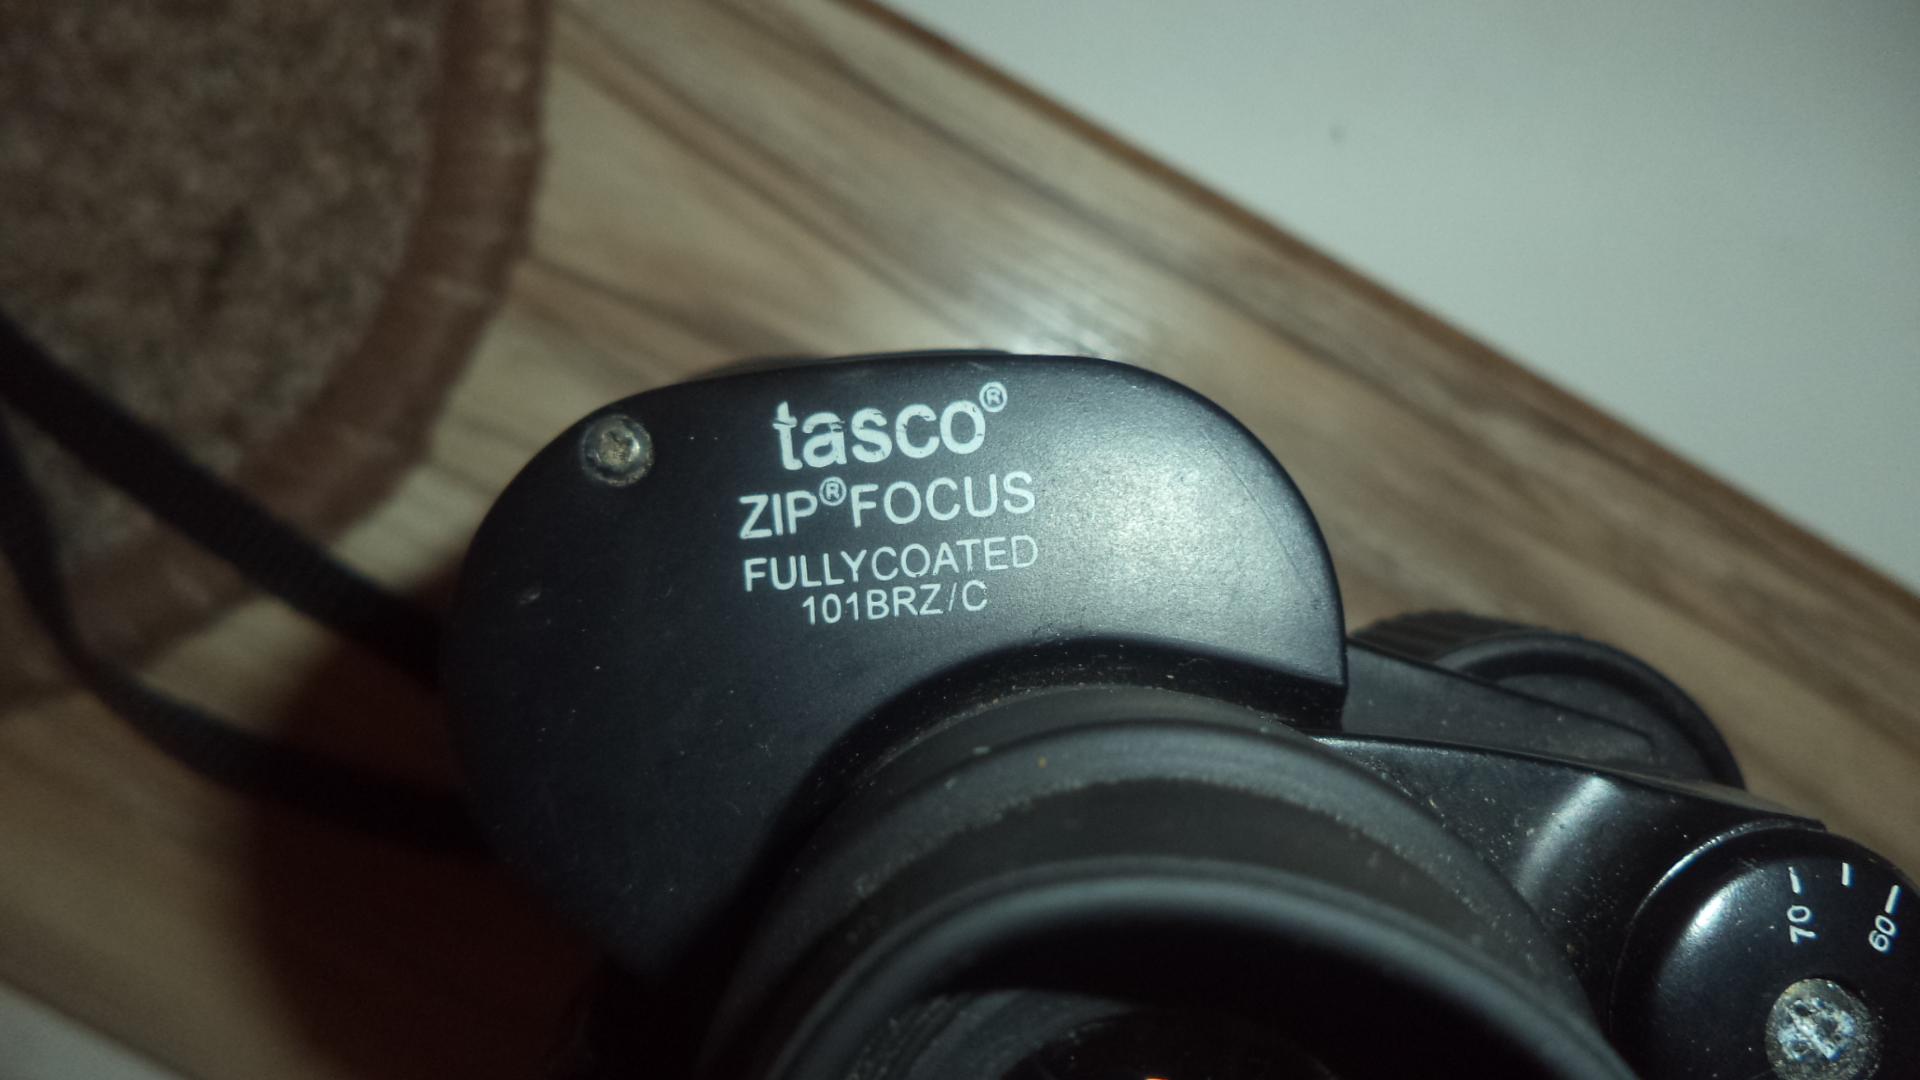 tasco®
ZIP®FOCUS
FULLYCOATED
101BRZ/C
70
60